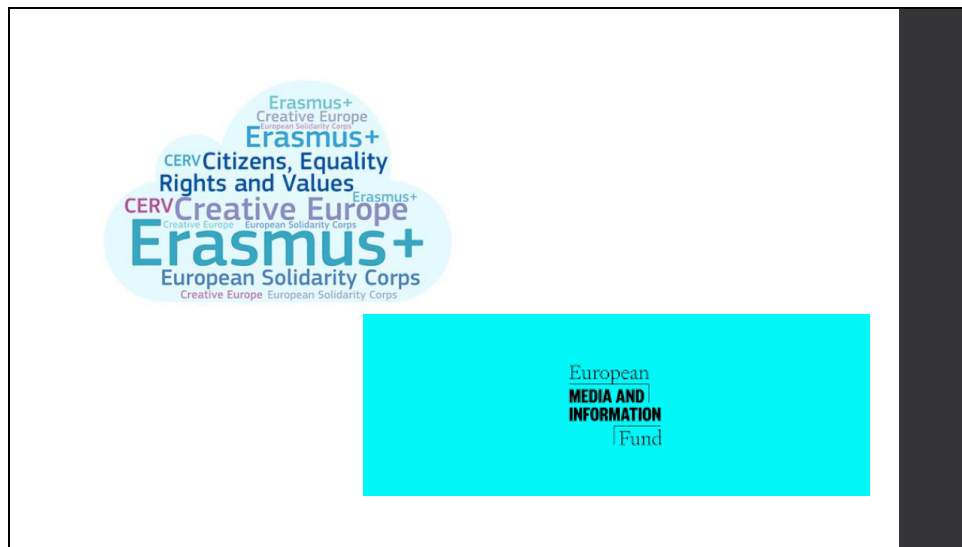 Erasmus+
Creative Europe
European Solidarity Corps
Erasmus+
CERV Citizens, Equality
Rights and Values
Erasmus+
CERV Creative Europe
Creative Europe European Solidarity Corps
Erasmus+
European Solidarity Corps
Creative Europe European Solidarity Corps
European
MEDIA AND
INFORMATION
Fund